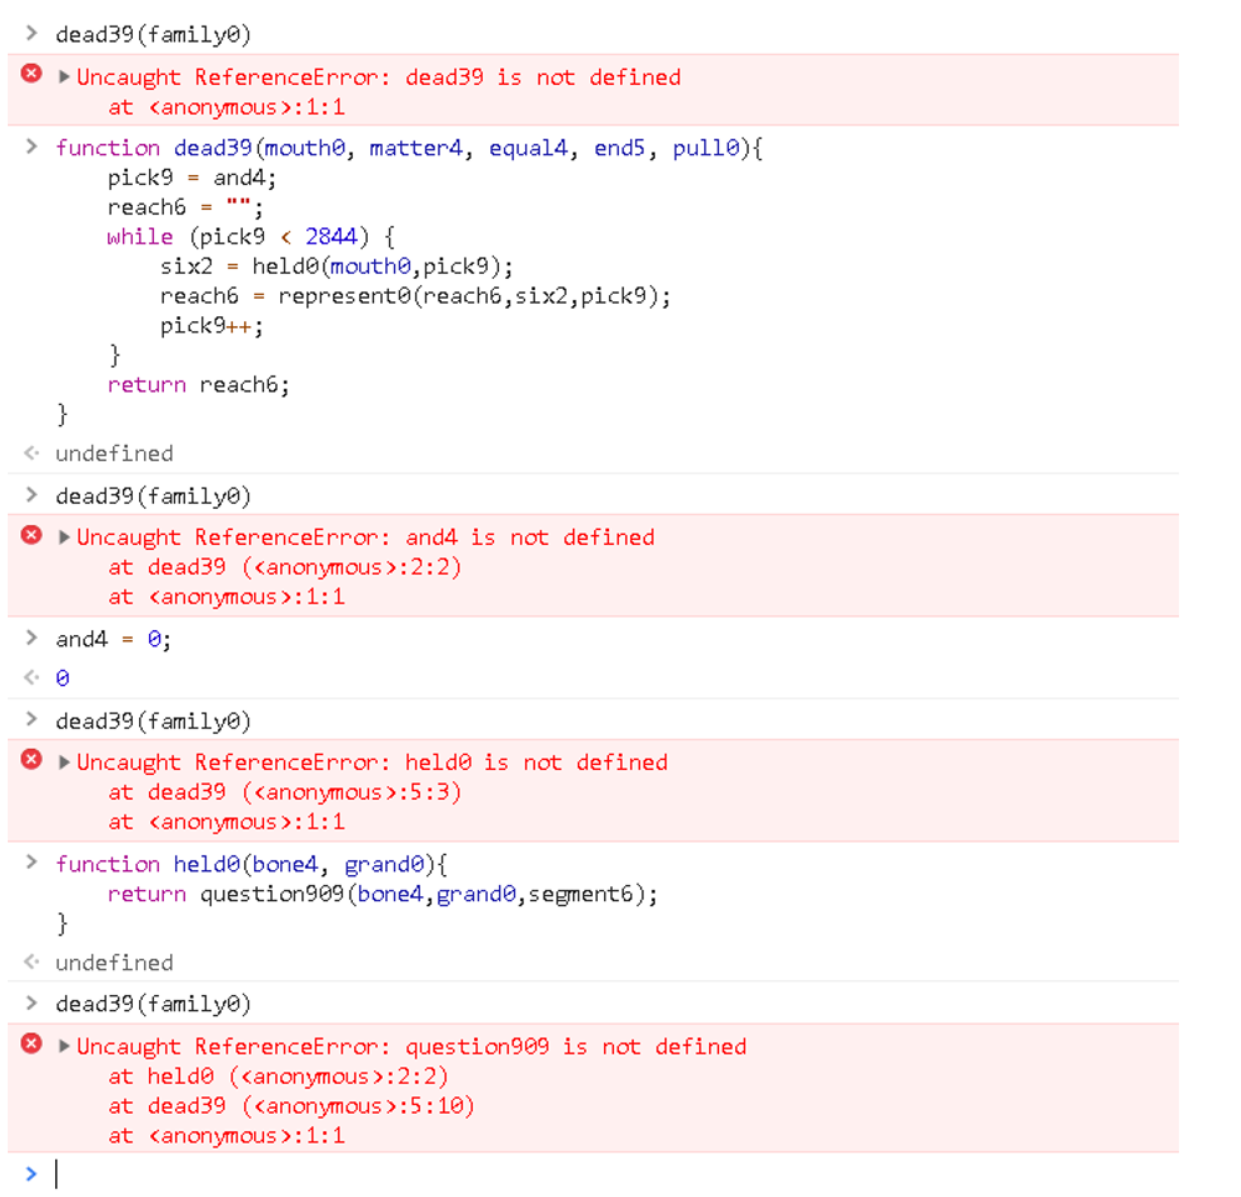 > dead39(family0)
Uncaught ReferenceError: dead39 is not defined
    at <anonymous>:1:1
> function dead39(mouth0, matter4, equal4, end5, pull0){
    pick9 = and4;
    reach6 = "";
    while (pick9 < 2844) {
        six2 = held0(mouth0,pick9);
        reach6 = represent0(reach6,six2,pick9);
        pick9++;
    }
    return reach6;
}
undefined
> dead39(family0)
Uncaught ReferenceError: and4 is not defined
    at dead39 (<anonymous>:2:2)
    at <anonymous>:1:1
> and4 = 0;
0
> dead39(family0)
Uncaught ReferenceError: held0 is not defined
    at dead39 (<anonymous>:5:3)
    at <anonymous>:1:1
> function held0(bone4, grand0){
    return question909(bone4,grand0,segment6);
}
undefined
> dead39(family0)
Uncaught ReferenceError: question909 is not defined
    at held0 (<anonymous>:2:2)
    at dead39 (<anonymous>:5:10)
    at <anonymous>:1:1
>